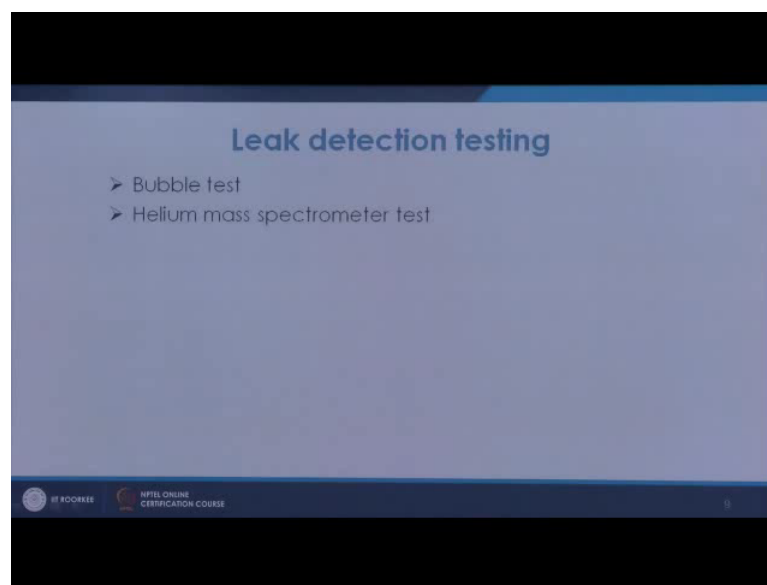 Leak detection testing
➢ Bubble test
➢ Helium mass spectrometer test
IIT ROORKEE
NPTEL ONLINE
CERTIFICATION COURSE
9